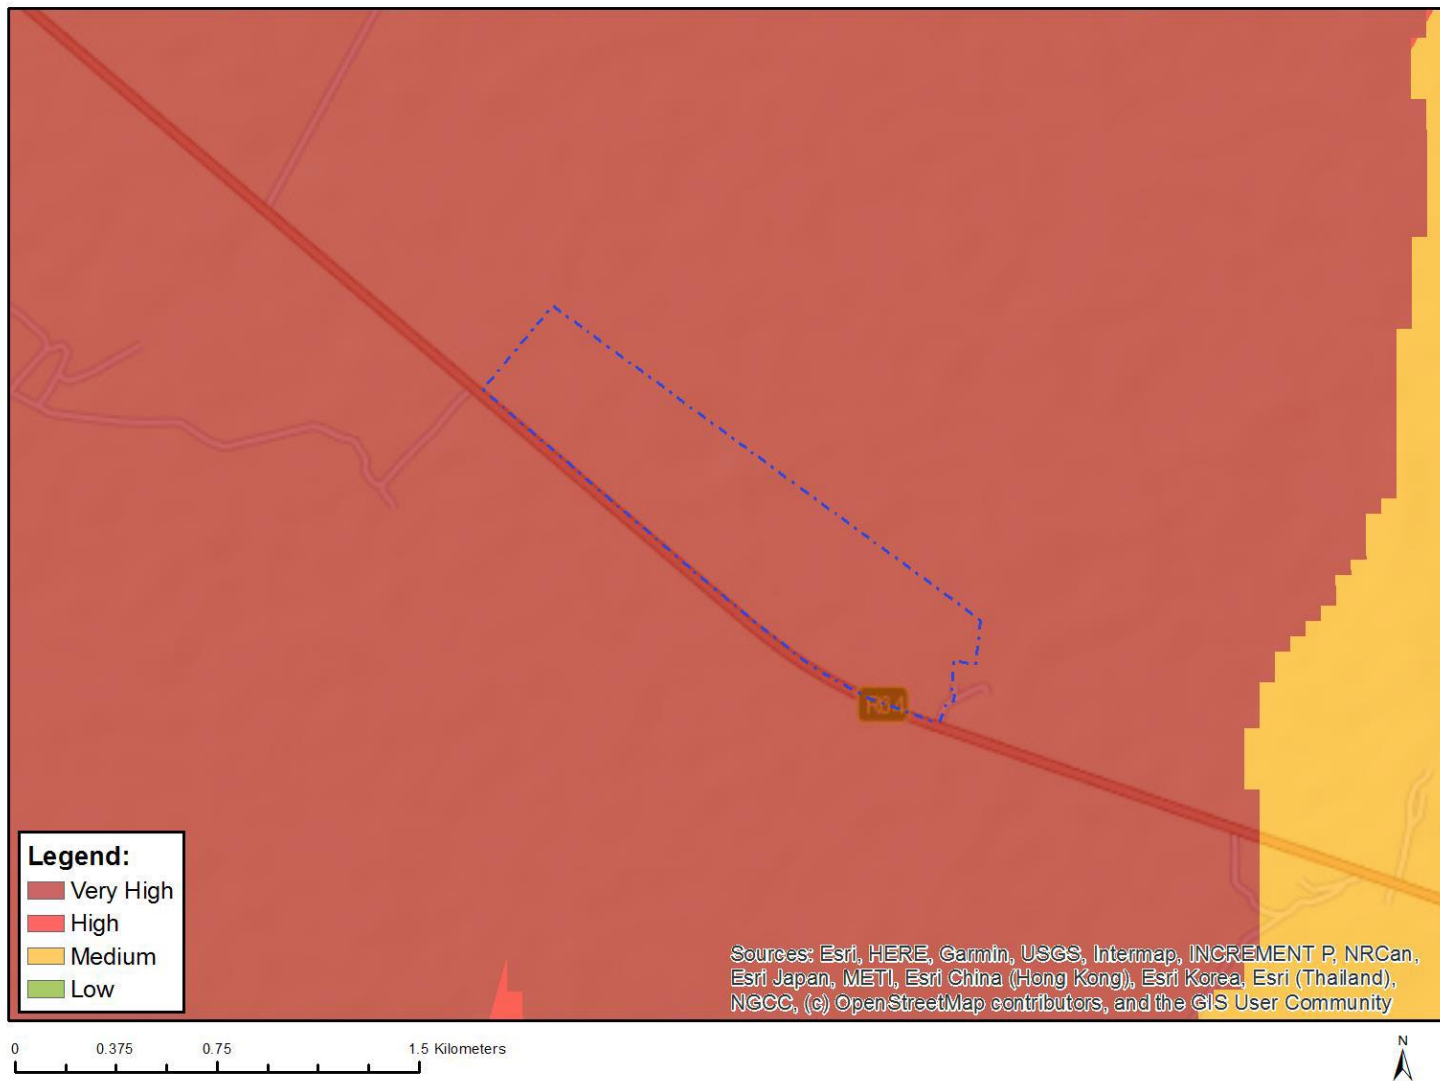 Legend:
Very High
High
Medium
Low
Sources: Esri, HERE, Garmin, USGS, Intermap, INCREMENT P, NRCan,
Esri Japan, METI, Esri China (Hong Kong), Esri Korea, Esri (Thailand),
NGCC, (c) OpenStreetMap contributors, and the GIS User Community
0 0.375 0.75 1.5 Kilometers
N